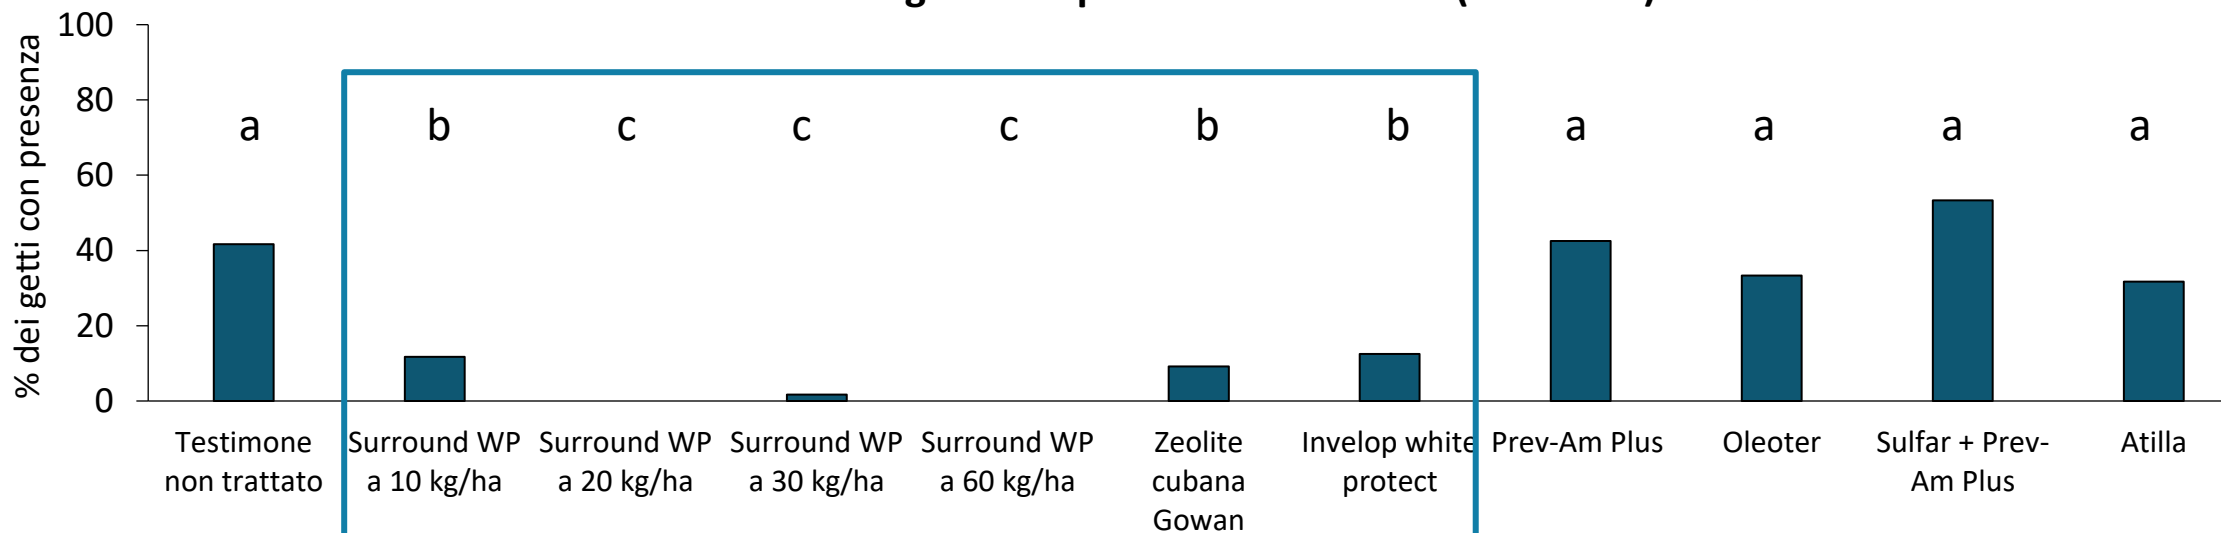 % dei getti con presenza
100
80
60
40
20
0
a b c c c b b a a a a
Testimone
non trattato
Surround WP
a 10 kg/ha
Surround WP
a 20 kg/ha
Surround WP
a 30 kg/ha
Surround WP
a 60 kg/ha
Zeolite
cubana
Gowan
Invelop white
protect
Prev-Am Plus
Oleoter
Sulfar + Prev-
Am Plus
Atilla